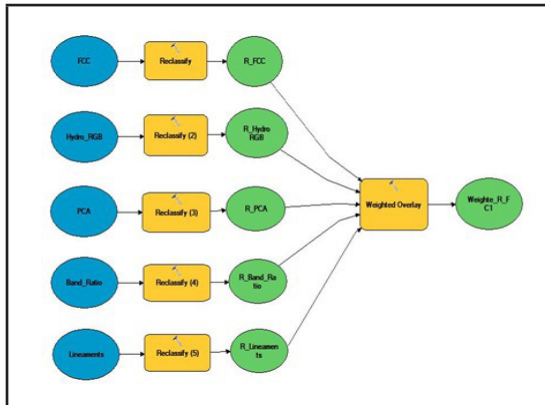 FCC
Reclassify
R_FCC
Hydro_RGB
Reclassify (2)
R_Hydro
RGB
PCA
Reclassify (3)
R_PCA
Weighted Overlay
Weighte_R_F
CC1
Band_Ratio
Reclassify (4)
R_Band_Ra
tio
Lineaments
Reclassify (5)
R_Lineamen
ts